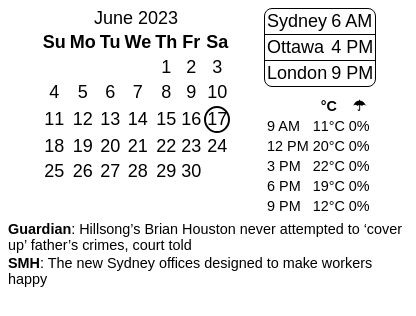 June 2023
Su Mo Tu We Th Fr Sa
1 2 3
4 5 6 7 8 9 10
11 12 13 14 15 16 17
18 19 20 21 22 23 24
25 26 27 28 29 30
Sydney 6 AM
Ottawa 4 PM
London 9 PM
°C ☂
9 AM 11°C 0%
12 PM 20°C 0%
3 PM 22°C 0%
6 PM 19°C 0%
9 PM 12°C 0%
Guardian: Hillsong’s Brian Houston never attempted to ‘cover
up’ father’s crimes, court told
SMH: The new Sydney offices designed to make workers
happy